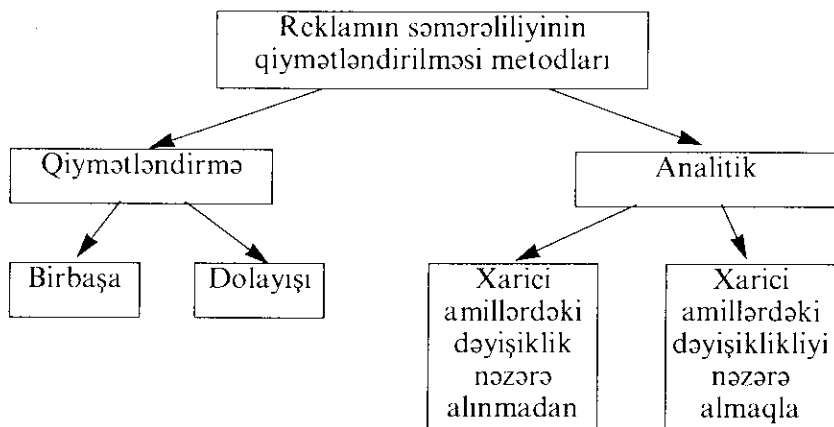 Reklamın səmərəliliyinin
qiymətləndirilməsi metodları
Qiymətləndirmə
Analitik
Birbaşa
Dolayışı
Xarici
amillərdəki
dəyişiklik
nəzərə
alınmadan
Xarici
amillərdəki
dəyişiklikliyi
nəzərə
almaqla